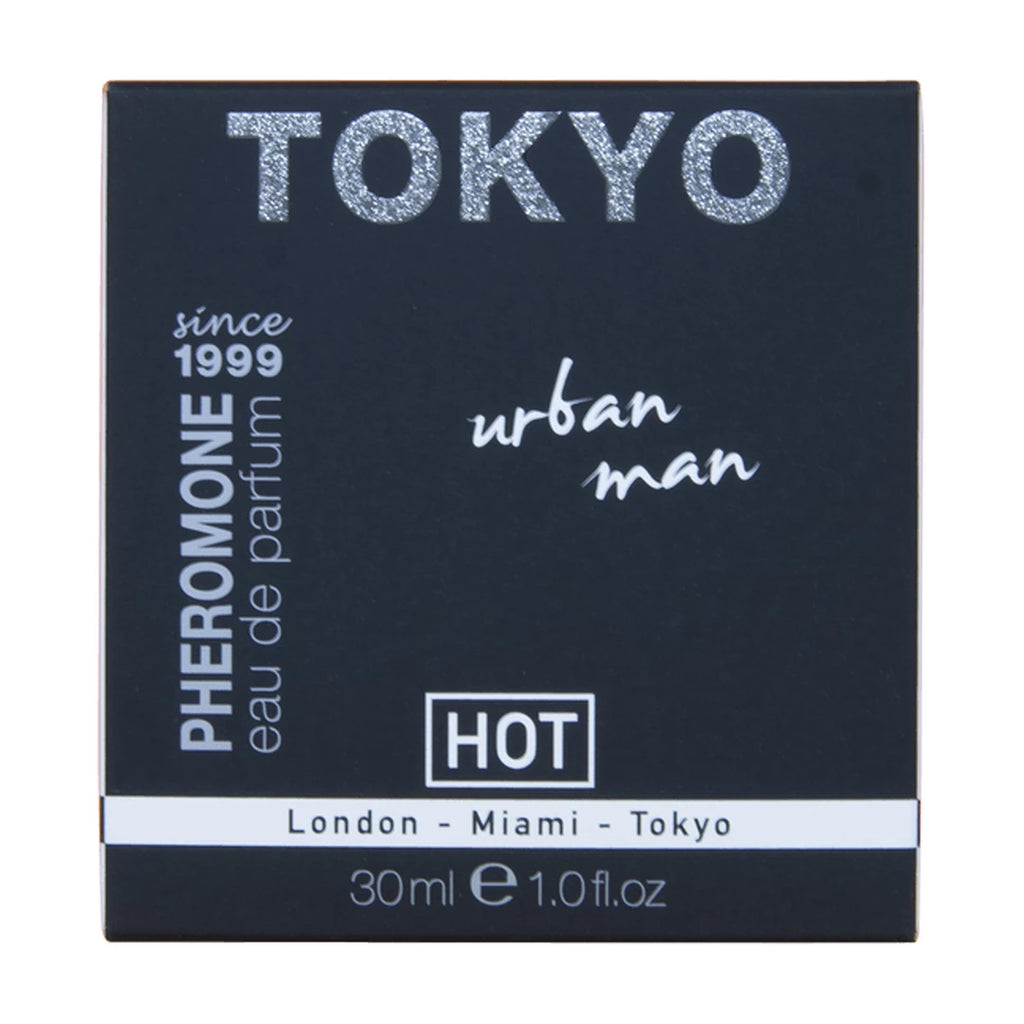 TOKYO
since
1999
PHEROMONE
eau de parfum
urban
man
HOT
London - Miami - Tokyo
30ml e 1.0fl.oz